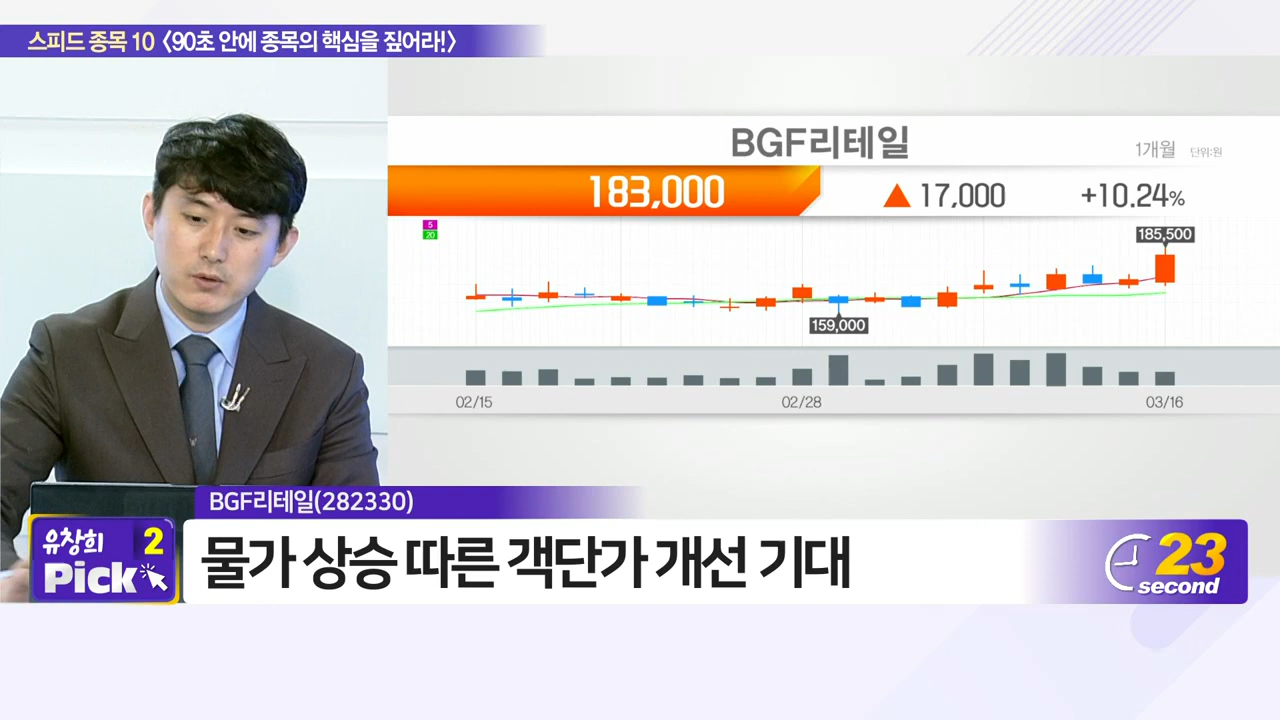 스피드 종목 10 〈90초 안에 종목의 핵심을 짚어라!〉
BGF리테일
1개월 단위:원
183,000 ▲ 17,000 +10.24%
5
20
185,500
159,000
02/15 02/28 03/16
BGF리테일(282330)
유창희 2
Pick
물가 상승 따른 객단가 개선 기대
23
second